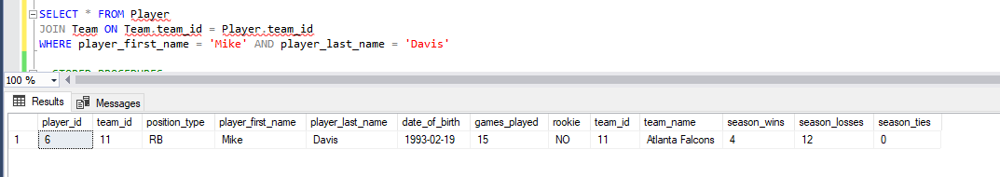 SELECT * FROM Player
JOIN Team ON Team.team_id = Player.team_id
WHERE player_first_name = 'Mike' AND player_last_name = 'Davis'
STORED PROCEDURES
100 %
Results Messages
player_id team_id position_type player_first_name player_last_name date_of_birth games_played rookie team_id team_name season_wins season_losses season_ties
1 6 11 RB Mike Davis 1993-02-19 15 NO 11 Atlanta Falcons 4 12 0